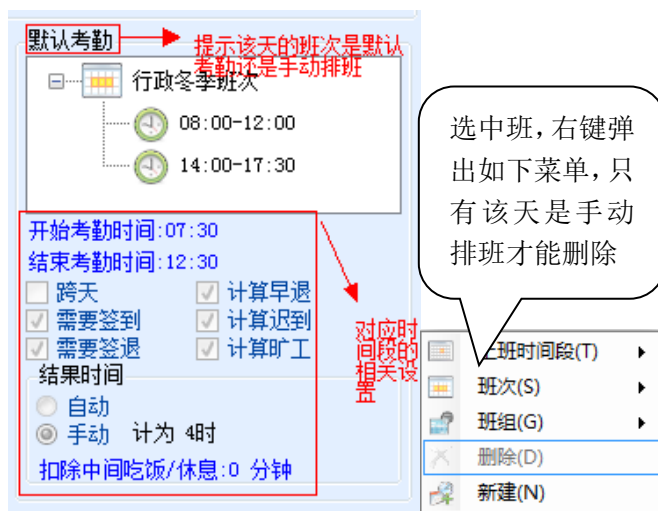 默认考勤
提示该天的班次是默认
考勤还是手动排班
行政冬季班次
08:00-12:00
14:00-17:30
开始考勤时间:07:30
结束考勤时间:12:30
跨天
计算早退
需要签到
计算迟到
需要签退
计算旷工
结果时间
自动
手动 计为 4时
扣除中间吃饭/休息:0 分钟
对应时
间段的
相关设
置
选中班，右键弹
出如下菜单，只
有该天是手动
排班才能删除
上班时间段(T)
班次(S)
班组(G)
删除(D)
新建(N)